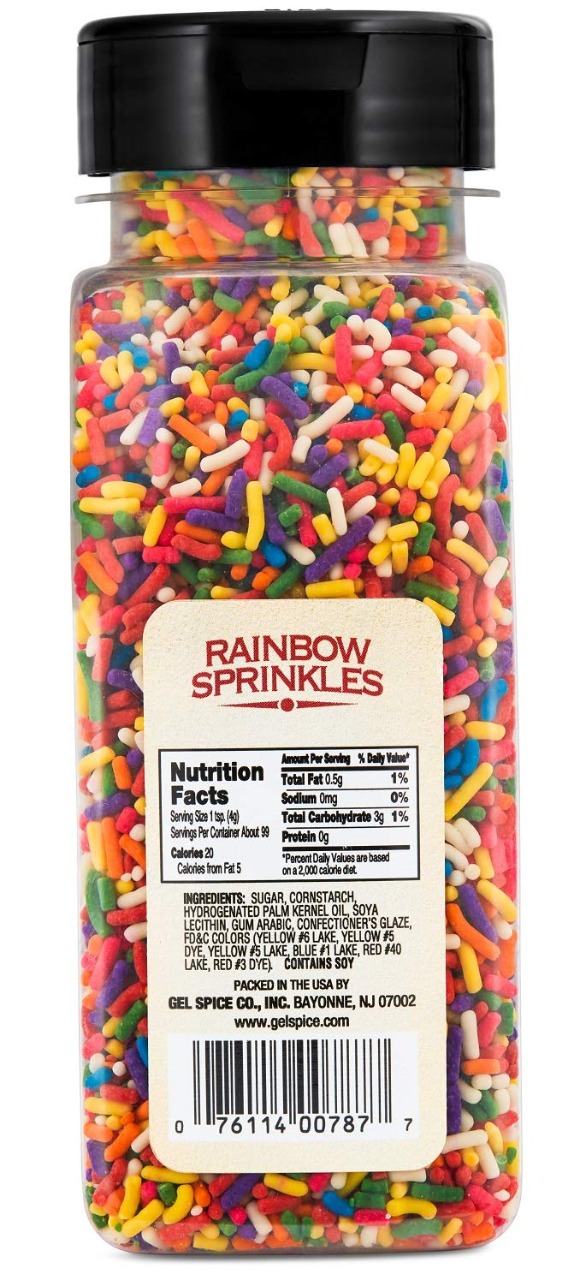 RAINBOW
SPRINKLES
Nutrition
Facts
Serving Size 1 tsp. (4g)
Servings Per Container About 99
Calories 20
Calories from Fat 5
Amount Per Serving % Daily Value*
Total Fat 0.5g 1%
Sodium 0mg 0%
Total Carbohydrate 3g 1%
Protein 0g
*Percent Daily Values are based
on a 2,000 calorie diet.
INGREDIENTS: SUGAR, CORNSTARCH,
HYDROGENATED PALM KERNEL OIL, SOYA
LECITHIN, GUM ARABIC, CONFECTIONER'S GLAZE,
FD&C COLORS (YELLOW #6 LAKE, YELLOW #5
DYE, YELLOW #5 LAKE, BLUE #1 LAKE, RED #40
LAKE, RED #3 DYE). CONTAINS SOY
PACKED IN THE USA BY
GEL SPICE CO., INC. BAYONNE, NJ 07002
www.gelspice.com
0 76114 00787 7